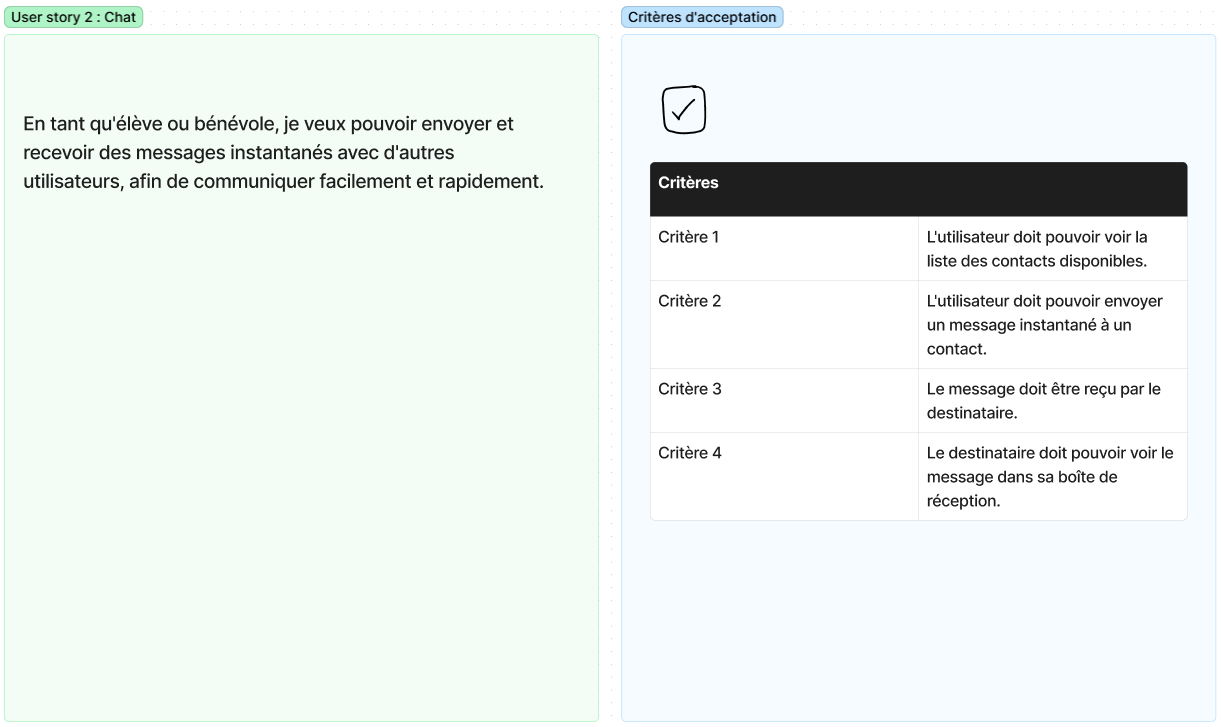 User story 2 : Chat
En tant qu'élève ou bénévole, je veux pouvoir envoyer et
recevoir des messages instantanés avec d'autres
utilisateurs, afin de communiquer facilement et rapidement.
Critères d'acceptation
Critères
Critère 1
L'utilisateur doit pouvoir voir la
liste des contacts disponibles.
Critère 2
L'utilisateur doit pouvoir envoyer
un message instantané à un
contact.
Critère 3
Le message doit être reçu par le
destinataire.
Critère 4
Le destinataire doit pouvoir voir le
message dans sa boîte de
réception.